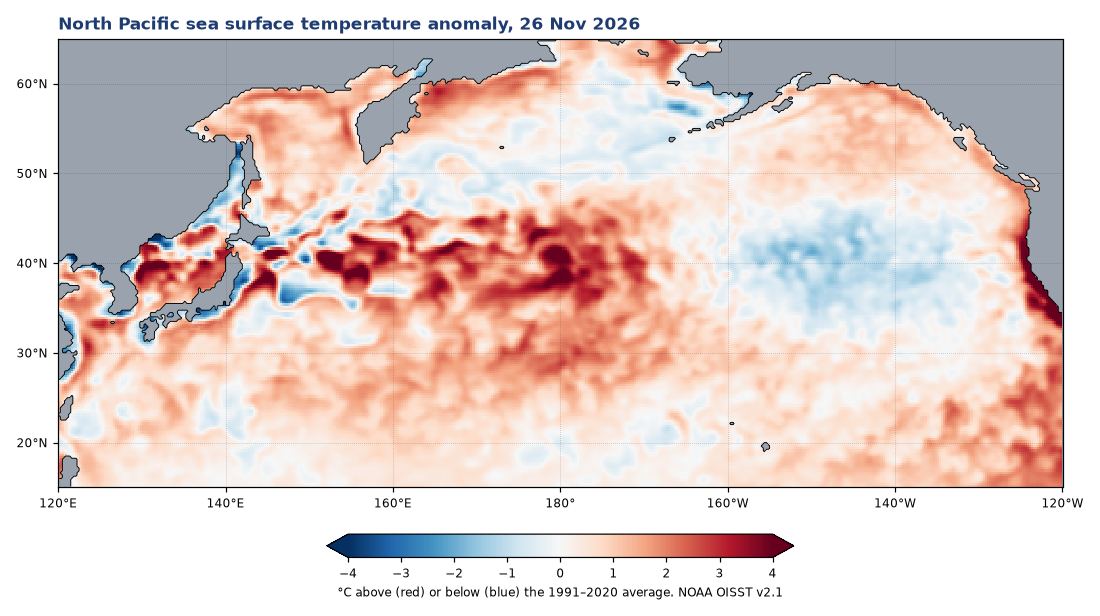 North Pacific sea surface temperature anomaly, 26 Nov 2026
60°N
50°N
40°N
30°N
20°N
120°E 140°E 160°E 180° 160°W 140°W 120°W
−4 −3 −2 −1 0 1 2 3 4
°C above (red) or below (blue) the 1991–2020 average. NOAA OISST v2.1